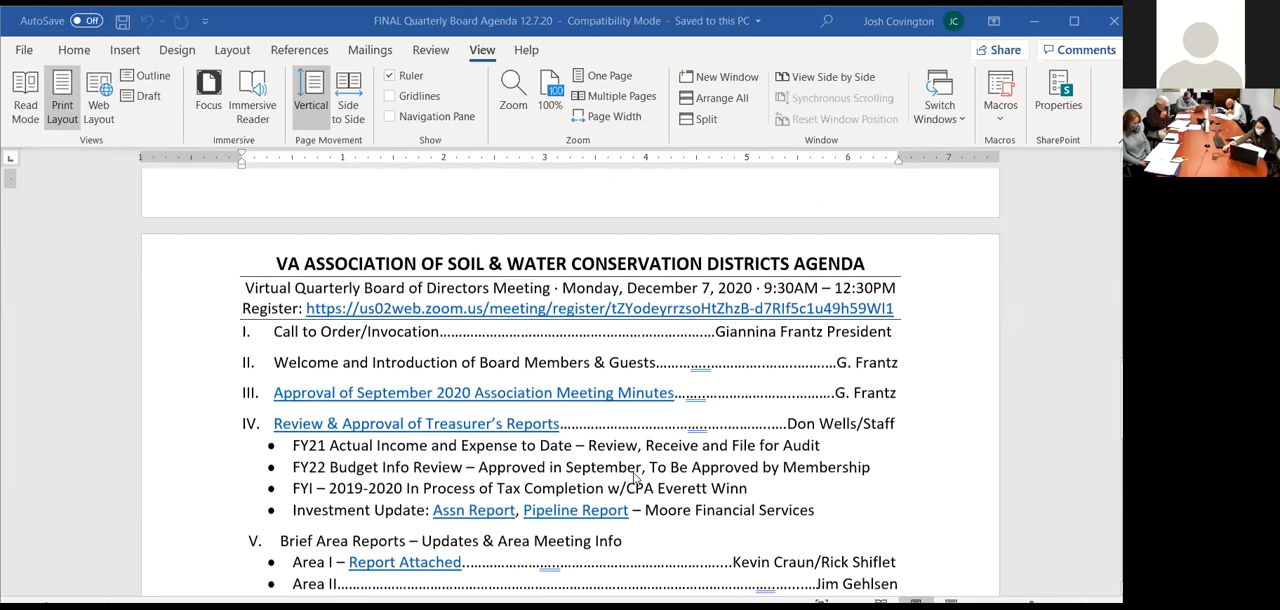 AutoSave Off
FINAL Quarterly Board Agenda 12.7.20 - Compatibility Mode - Saved to this PC
Josh Covington JC
File Home Insert Design Layout References Mailings Review View Help Share Comments
Read Mode
Print Layout
Web Layout
Outline
Draft
Views
Focus
Immersive Reader
Immersive
Vertical
Side to Side
Page Movement
Ruler
Gridlines
Navigation Pane
Show
Zoom
100
100%
One Page
Multiple Pages
Page Width
Zoom
New Window
Arrange All
Split
View Side by Side
Synchronous Scrolling
Reset Window Position
Switch Windows
Window
Macros
Macros
Properties
SharePoint
1 1 2 3 4 5 6 7
VA ASSOCIATION OF SOIL & WATER CONSERVATION DISTRICTS AGENDA
Virtual Quarterly Board of Directors Meeting · Monday, December 7, 2020 · 9:30AM – 12:30PM
Register: https://us02web.zoom.us/meeting/register/tZYodeyrrzsoHtZhzB-d7RIf5c1u49h59Wl1
I. Call to Order/Invocation……………………………………………………Giannina Frantz President
II. Welcome and Introduction of Board Members & Guests……………………………G. Frantz
III. Approval of September 2020 Association Meeting Minutes…………………………G. Frantz
IV. Review & Approval of Treasurer’s Reports……………………………………….Don Wells/Staff
• FY21 Actual Income and Expense to Date – Review, Receive and File for Audit
• FY22 Budget Info Review – Approved in September, To Be Approved by Membership
• FYI – 2019-2020 In Process of Tax Completion w/CPA Everett Winn
• Investment Update: Assn Report, Pipeline Report – Moore Financial Services
V. Brief Area Reports – Updates & Area Meeting Info
• Area I – Report Attached……………………………………………….Kevin Craun/Rick Shiflet
• Area II……………………………………………………………………………….Jim Gehlsen